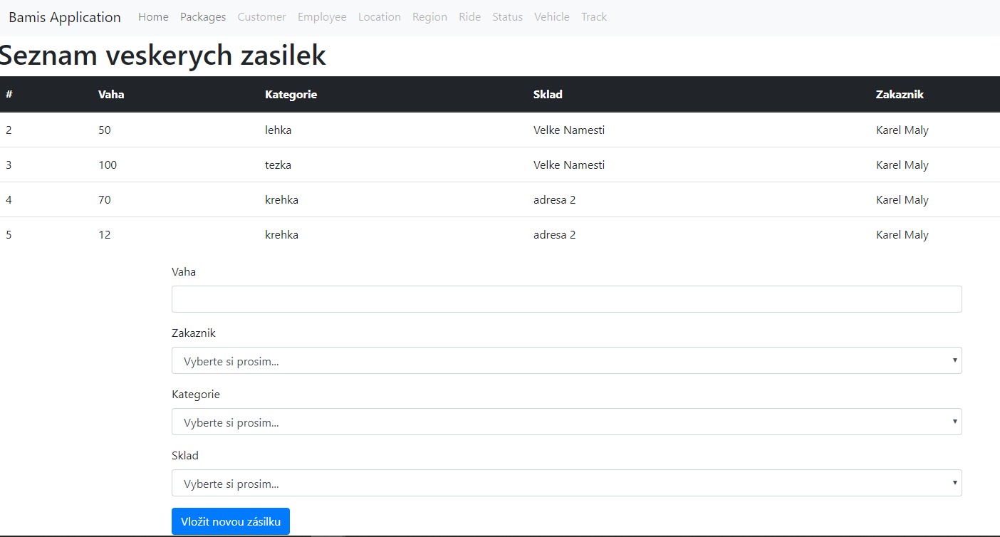 Bamis Application Home Packages Customer Employee Location Region Ride Status Vehicle Track
Seznam veskerych zasilek
# Vaha Kategorie Sklad Zakaznik
2 50 lehka Velke Namesti Karel Maly
3 100 tezka Velke Namesti Karel Maly
4 70 krehka adresa 2 Karel Maly
5 12 krehka adresa 2 Karel Maly
Vaha
Zakaznik
Vyberte si prosim...
Kategorie
Vyberte si prosim...
Sklad
Vyberte si prosim...
Vložit novou zásilku